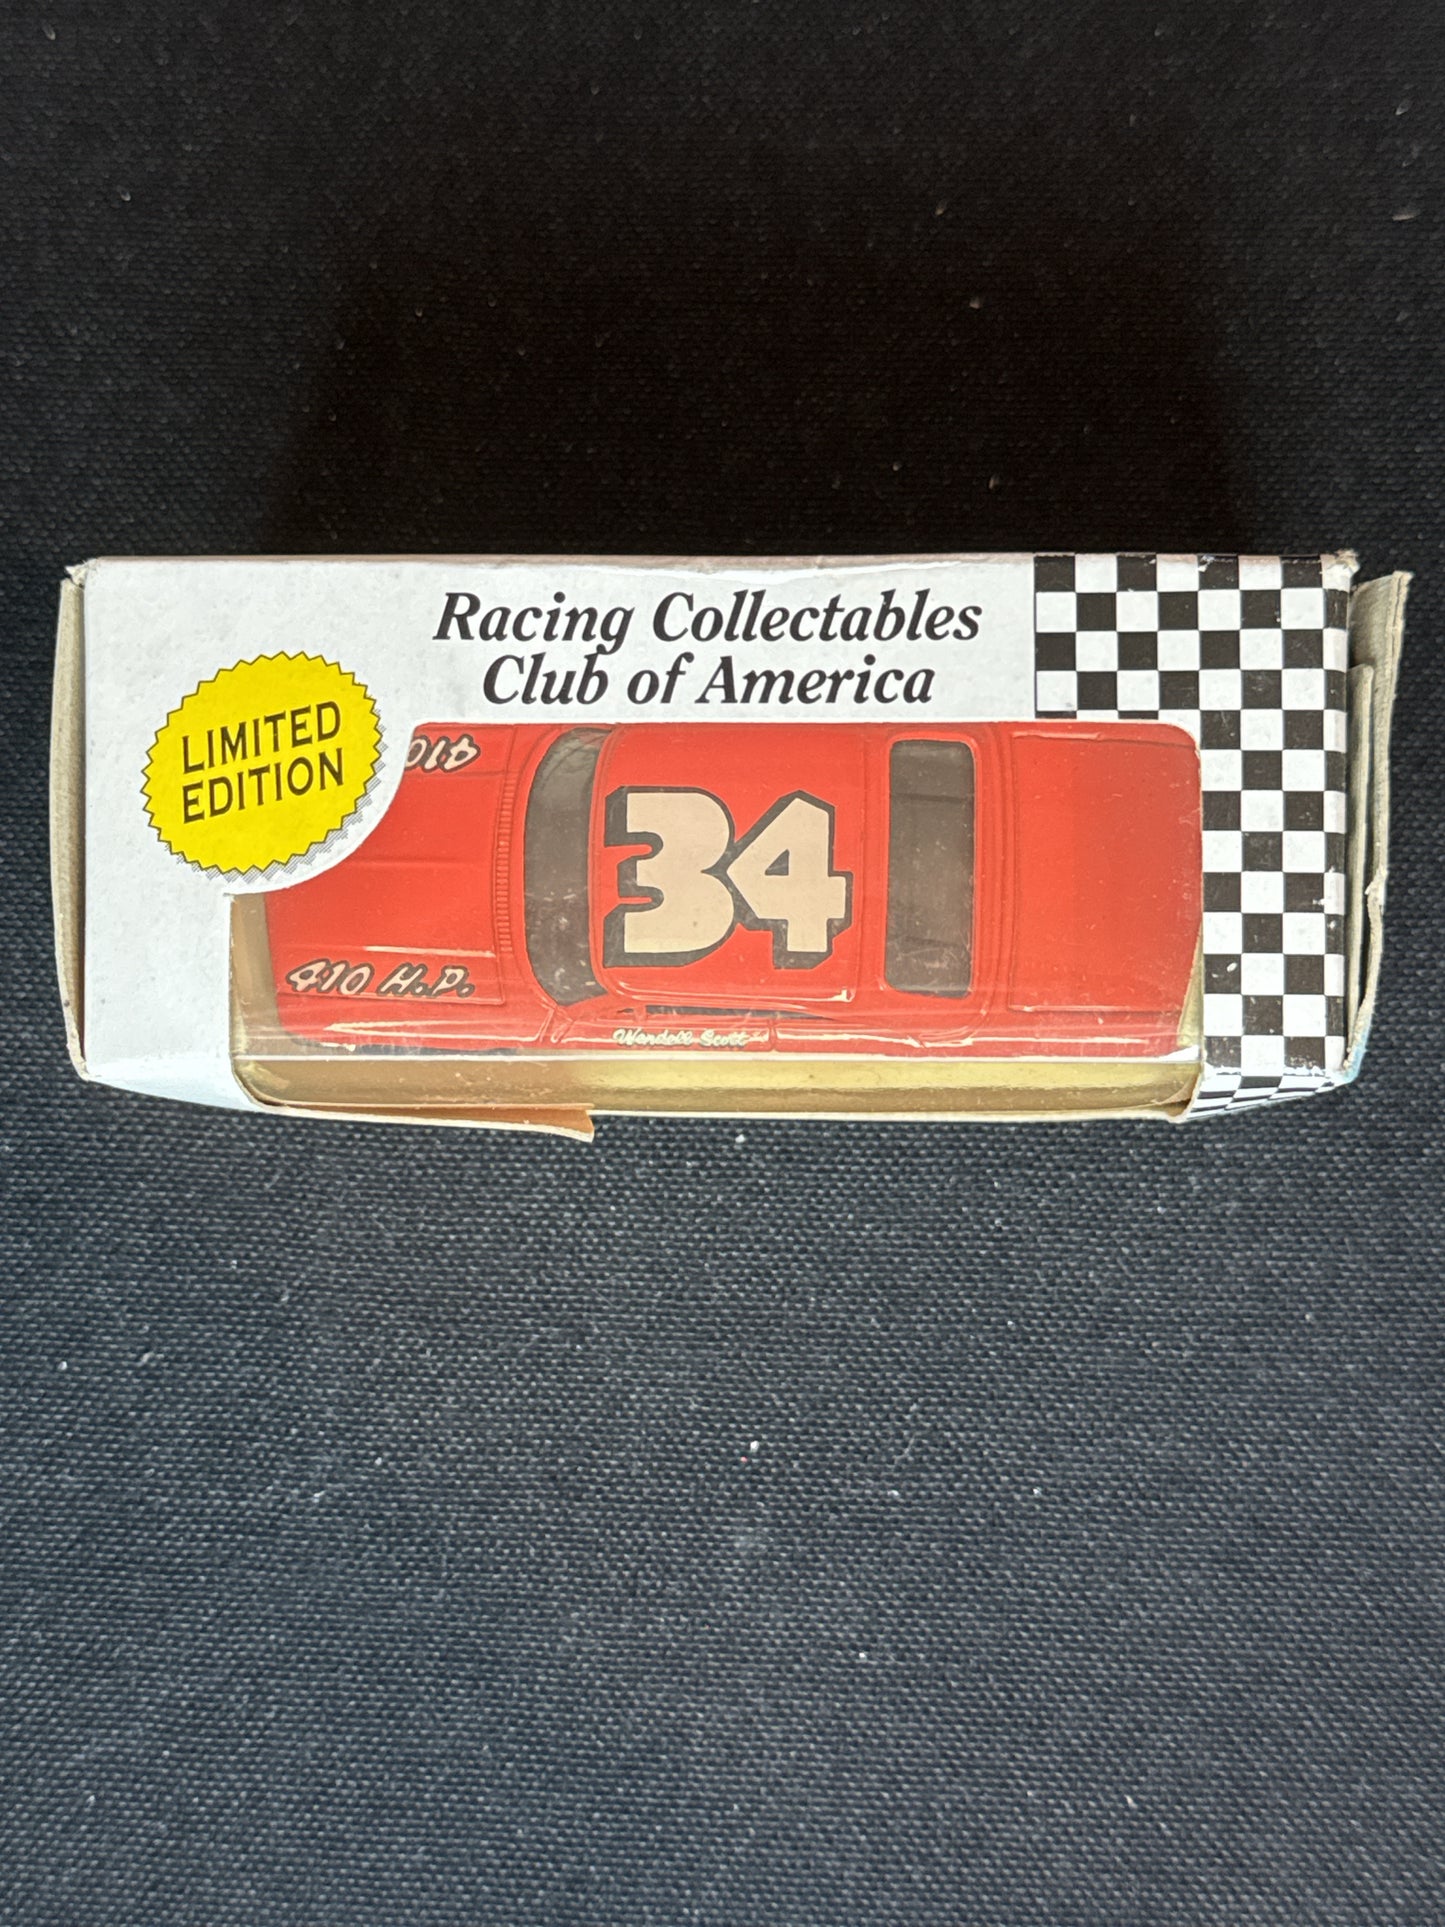 Racing Collectables
Club of America
LIMITED
EDITION
410
34
410 H.P.
Wendell Scott